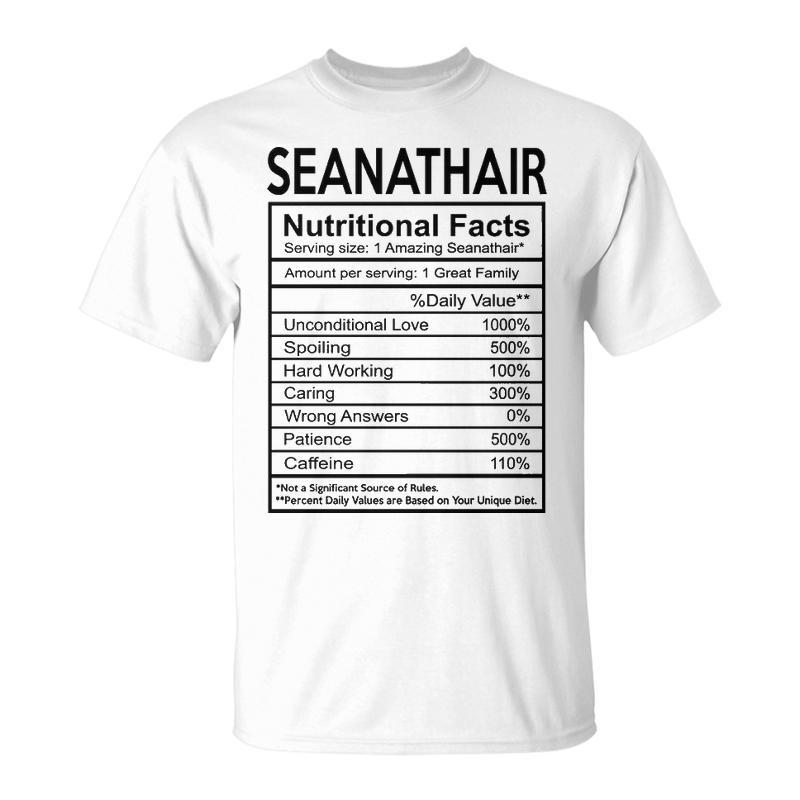 SEANATHAIR
Nutritional Facts
Serving size: 1 Amazing Seanathair*
Amount per serving: 1 Great Family
%Daily Value**
Unconditional Love 1000%
Spoiling 500%
Hard Working 100%
Caring 300%
Wrong Answers 0%
Patience 500%
Caffeine 110%
*Not a Significant Source of Rules.
**Percent Daily Values are Based on Your Unique Diet.